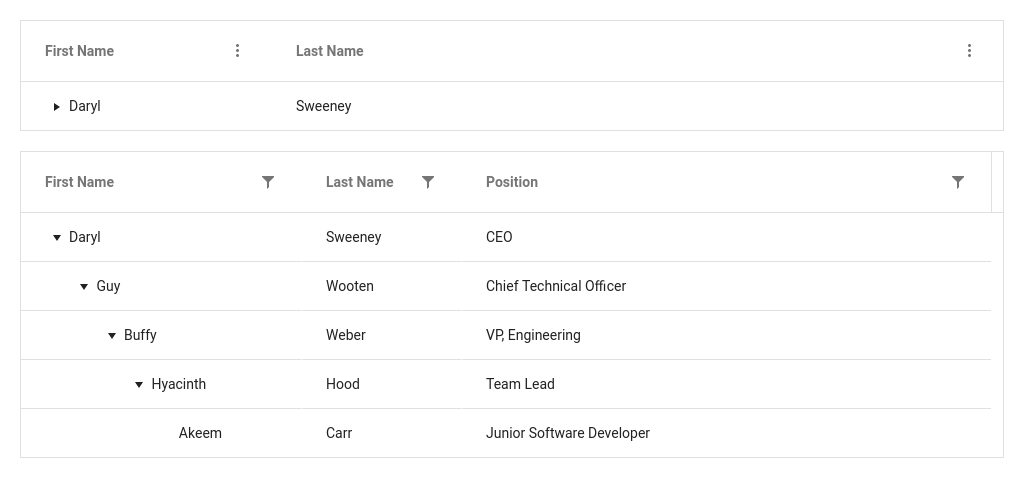 First Name Last Name
Daryl Sweeney
First Name Last Name Position
Daryl Sweeney CEO
Guy Wooten Chief Technical Officer
Buffy Weber VP, Engineering
Hyacinth Hood Team Lead
Akeem Carr Junior Software Developer